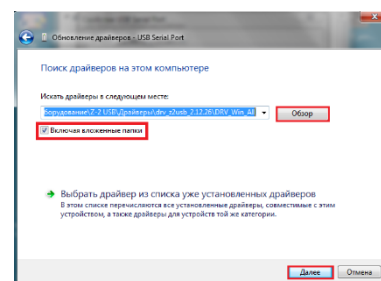 Обновление драйверов - USB Serial Port
Поиск драйверов на этом компьютере
Искать драйверы в следующем месте:
борудование\Z-2 USB\Драйверы\drv_z2usb_2.12.26\DRV_Win_All
Обзор
Включая вложенные папки
Выбрать драйвер из списка уже установленных драйверов
В этом списке перечисляются все установленные драйверы, совместимые с этим
устройством, а также драйверы для устройств той же категории.
Далее
Отмена